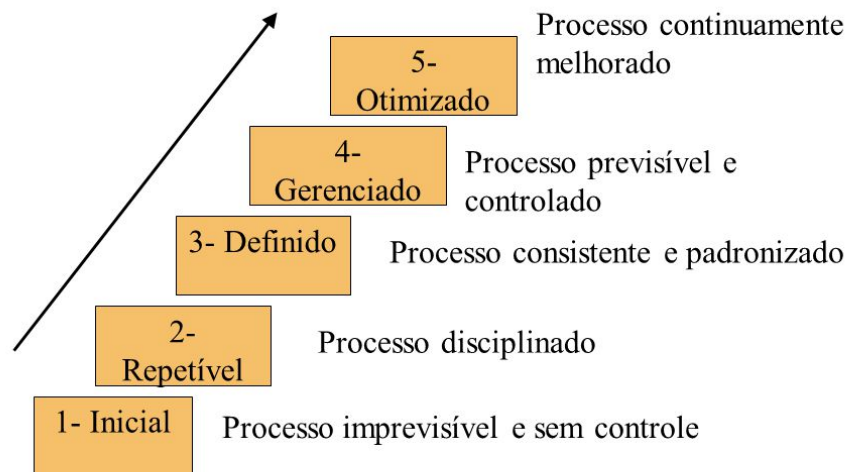 Processo continuamente
melhorado
5-
Otimizado
4-
Gerenciado
Processo previsível e
controlado
3- Definido
Processo consistente e padronizado
2-
Repetível
Processo disciplinado
1- Inicial
Processo imprevisível e sem controle